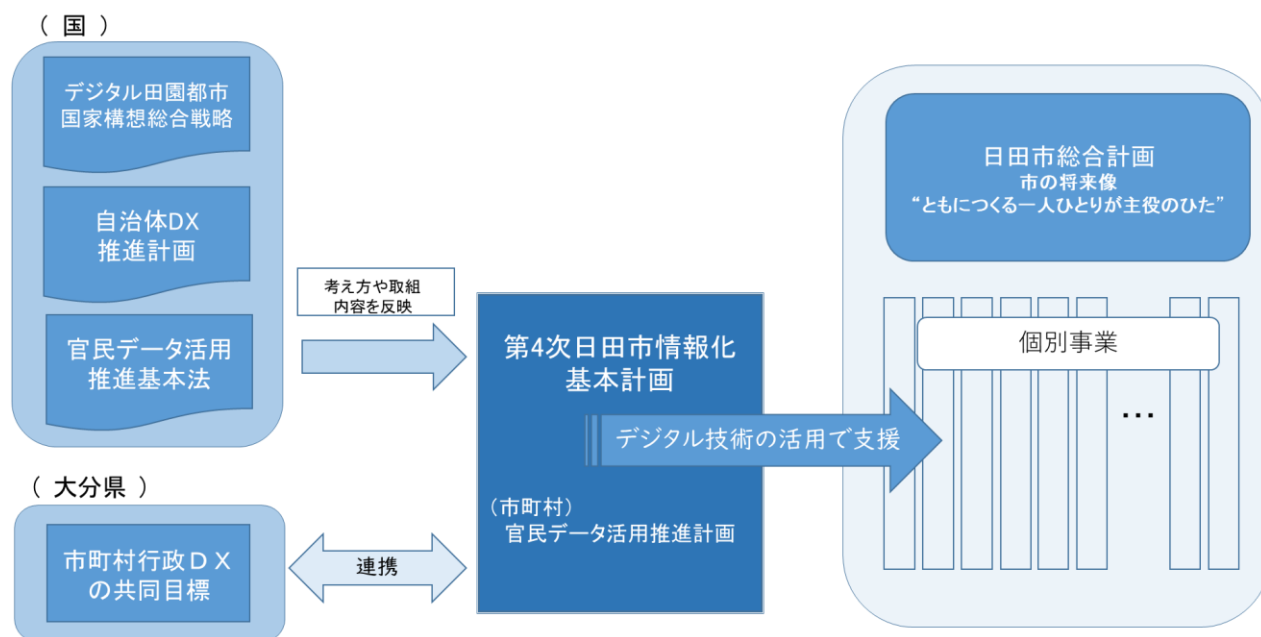 （ 国 ）
デジタル田園都市
国家構想総合戦略
自治体DX
推進計画
官民データ活用
推進基本法
（ 大分県 ）
市町村行政ＤＸ
の共同目標
考え方や取組
内容を反映
連携
第4次日田市情報化
基本計画
デジタル技術の活用で支援
（市町村）
官民データ活用推進計画
日田市総合計画
市の将来像
“ともにつくる一人ひとりが主役のひた”
個別事業
…